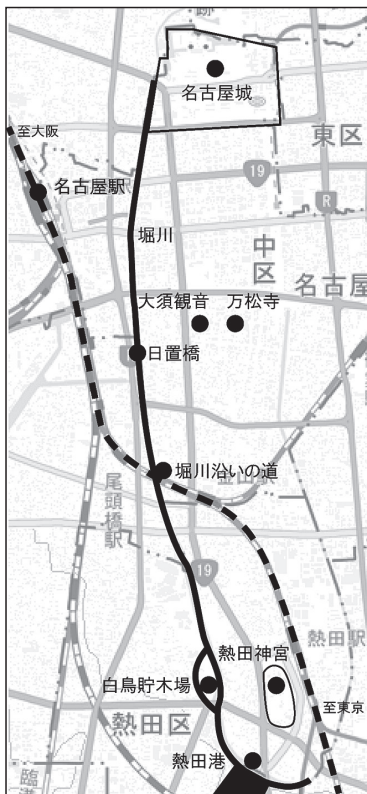 跡
名古屋城
至大阪
東区
19
名古屋駅
R
堀川
中区
名古屋
大須観音 万松寺
日置橋
堀川沿いの道
金山駅
尾頭橋駅
19
熱田神宮
熱田駅
白鳥貯木場
至東京
熱田区
熱田港
臨港